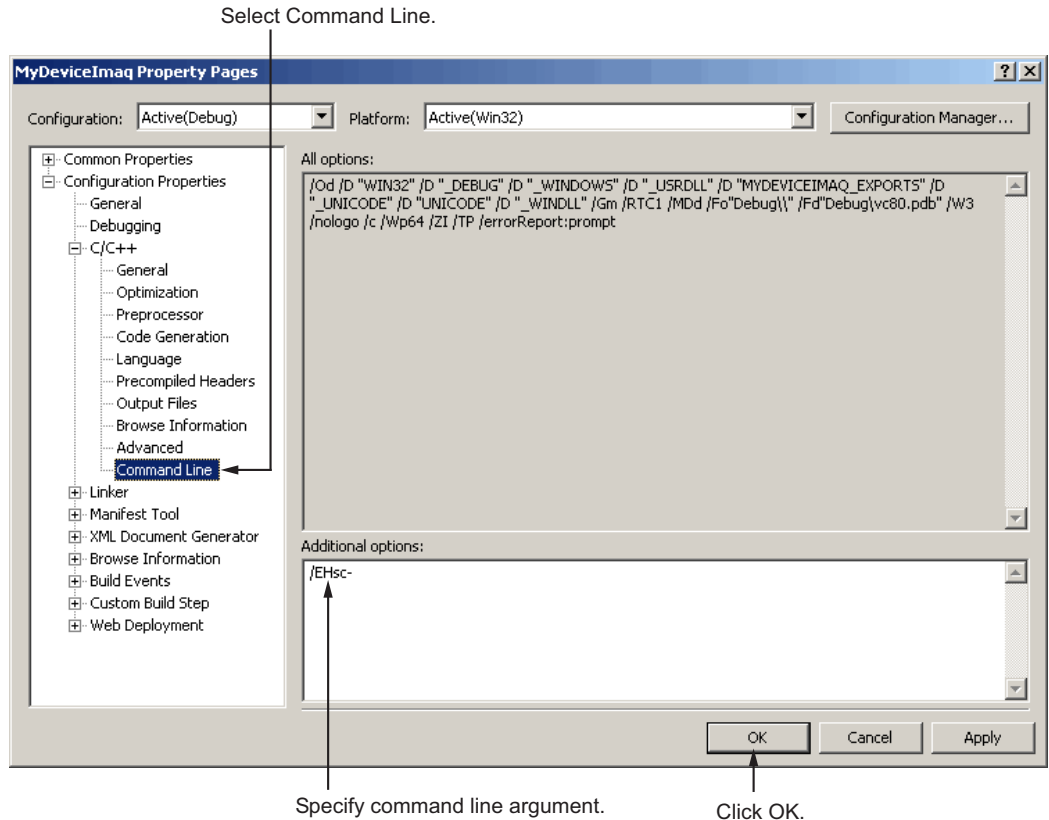 Select Command Line.
MyDeviceImaq Property Pages
Configuration: Active(Debug) Platform: Active(Win32) Configuration Manager...
Common Properties
Configuration Properties
General
Debugging
C/C++
General
Optimization
Preprocessor
Code Generation
Language
Precompiled Headers
Output Files
Browse Information
Advanced
Command Line
Linker
Manifest Tool
XML Document Generator
Browse Information
Build Events
Custom Build Step
Web Deployment
All options:
/Od /D "WIN32" /D "_DEBUG" /D "_WINDOWS" /D "_USRDLL" /D "MYDEVICEIMAQ_EXPORTS" /D
"_UNICODE" /D "UNICODE" /D "_WINDLL" /Gm /RTC1 /MDd /Fo"Debug\\" /Fd"Debug\vc80.pdb" /W3
/nologo /c /Wp64 /ZI /TP /errorReport:prompt
Additional options:
/EHsc-
OK Cancel Apply
Specify command line argument.
Click OK.